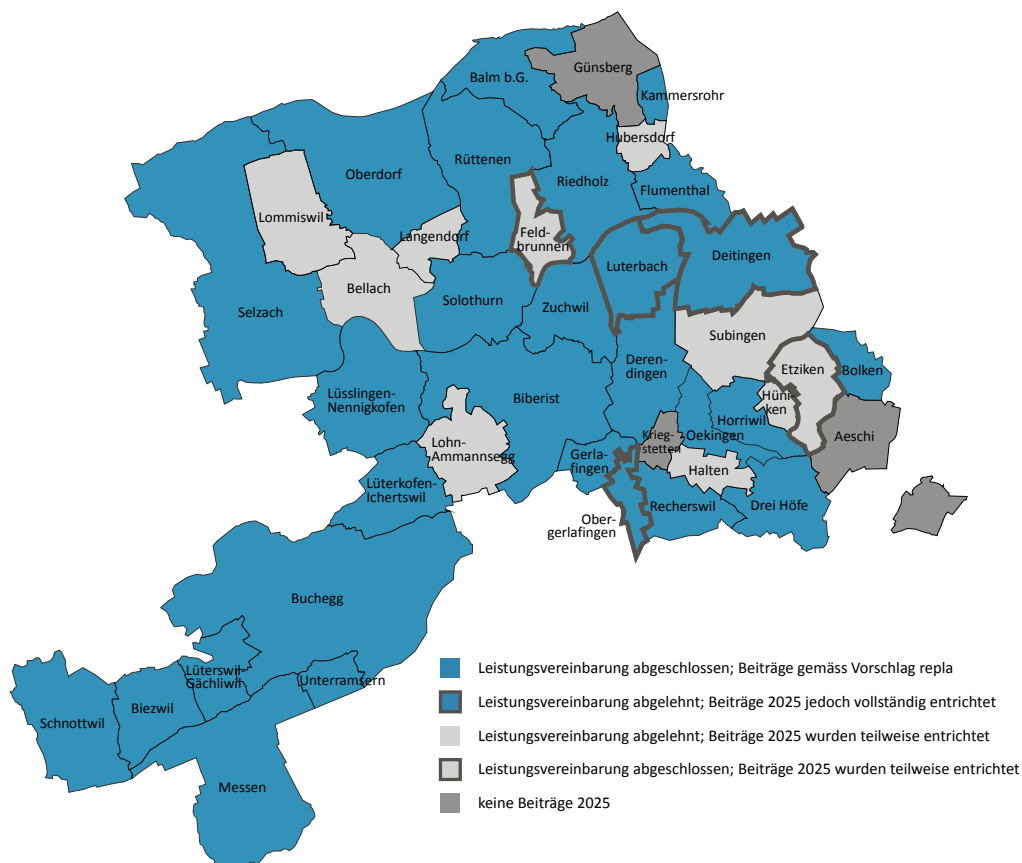 Günsberg
Balm b.G.
Kammersrohr
Hubersdorf
Rüttenen
Oberdorf
Riedholz
Flumenthal
Lommiswil
Langendorf
Feld-
brunnen
Deitingen
Luterbach
Bellach
Solothurn
Zuchwil
Selzach
Subingen
Deren-
dingen
Etziken
Bolken
Lüsslingen-
Nennigkofen
Biberist
Hüni-
ken
Horriwil
Aeschi
Krieg-
stetten
Oekingen
Lohn-
Ammannsegg
Gerla-
fingen
Halten
Lüterkofen-
Ichertswil
Recherswil
Drei Höfe
Ober-
gerlafingen
Buchegg
Lüterswil-
Gächliwil
Unterramsern
Biezwil
Schnottwil
Messen
Leistungsvereinbarung abgeschlossen; Beiträge gemäss Vorschlag repla
Leistungsvereinbarung abgelehnt; Beiträge 2025 jedoch vollständig entrichtet
Leistungsvereinbarung abgelehnt; Beiträge 2025 wurden teilweise entrichtet
Leistungsvereinbarung abgeschlossen; Beiträge 2025 wurden teilweise entrichtet
keine Beiträge 2025